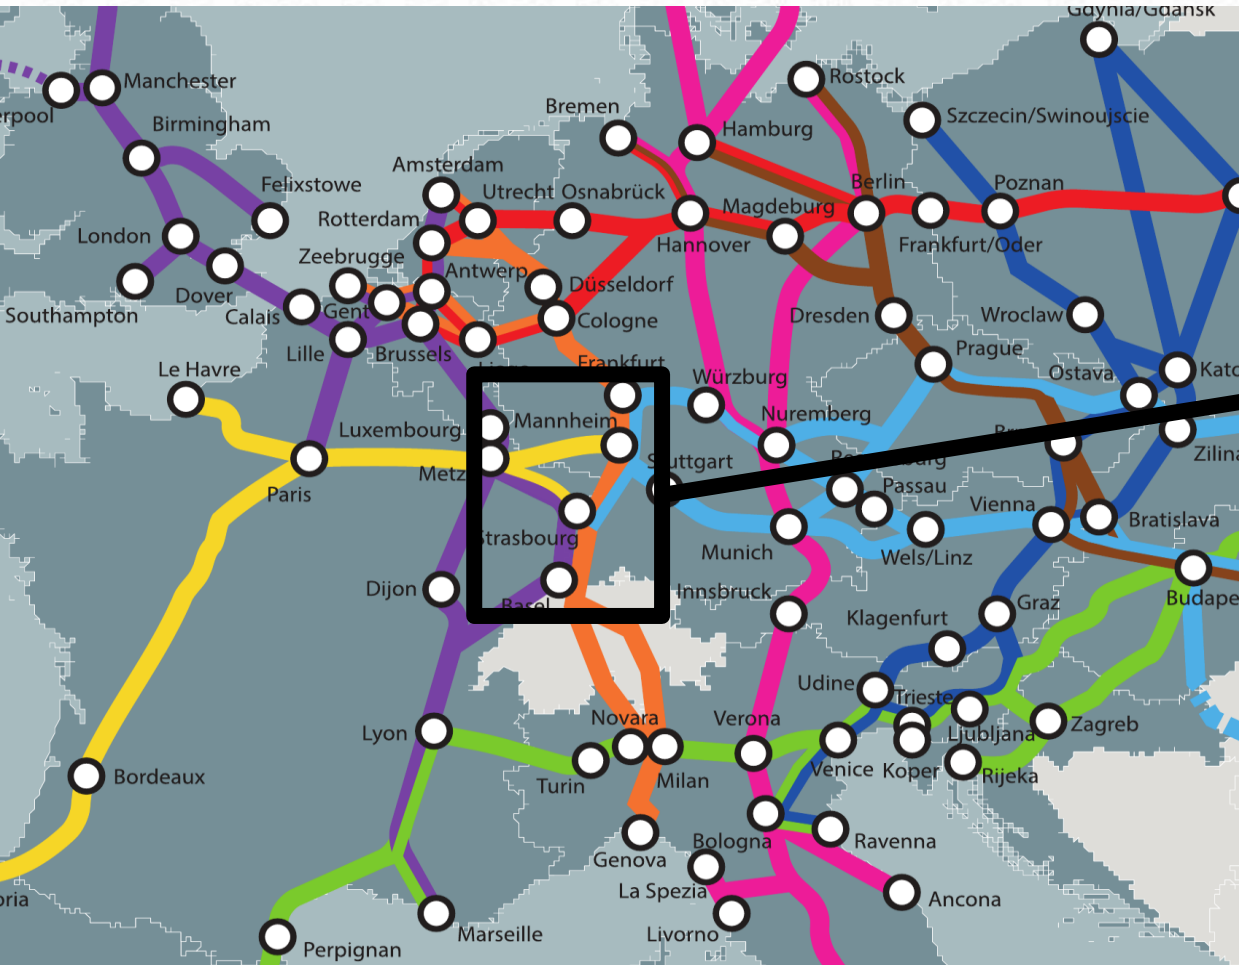 Gdynia/Gdansk
Rostock
Manchester
Bremen
erpool
Szczecin/Swinoujscie
Birmingham
Hamburg
Amsterdam
Felixstowe
Utrecht Osnabrück
Berlin
Poznan
Rotterdam
Magdeburg
London
Hannover
Frankfurt/Oder
Zeebrugge
Antwerp
Düsseldorf
Dover
Southampton
Calais
Gent
Cologne
Dresden
Wroclaw
Lille
Brussels
Prague
Le Havre
Frankfurt
Würzburg
Ostava
Kato
Luxembourg
Mannheim
Nuremberg
Metz
Stuttgart
Zilina
Paris
Passau
Vienna
Bratislava
Strasbourg
Munich
Wels/Linz
Dijon
Basel
Innsbruck
Graz
Budape
Klagenfurt
Udine
Trieste
Lyon
Novara
Verona
Ljubljana
Zagreb
Bordeaux
Turin
Milan
Venice
Koper
Rijeka
Bologna
Ravenna
Genova
La Spezia
oria
Ancona
Livorno
Marseille
Perpignan